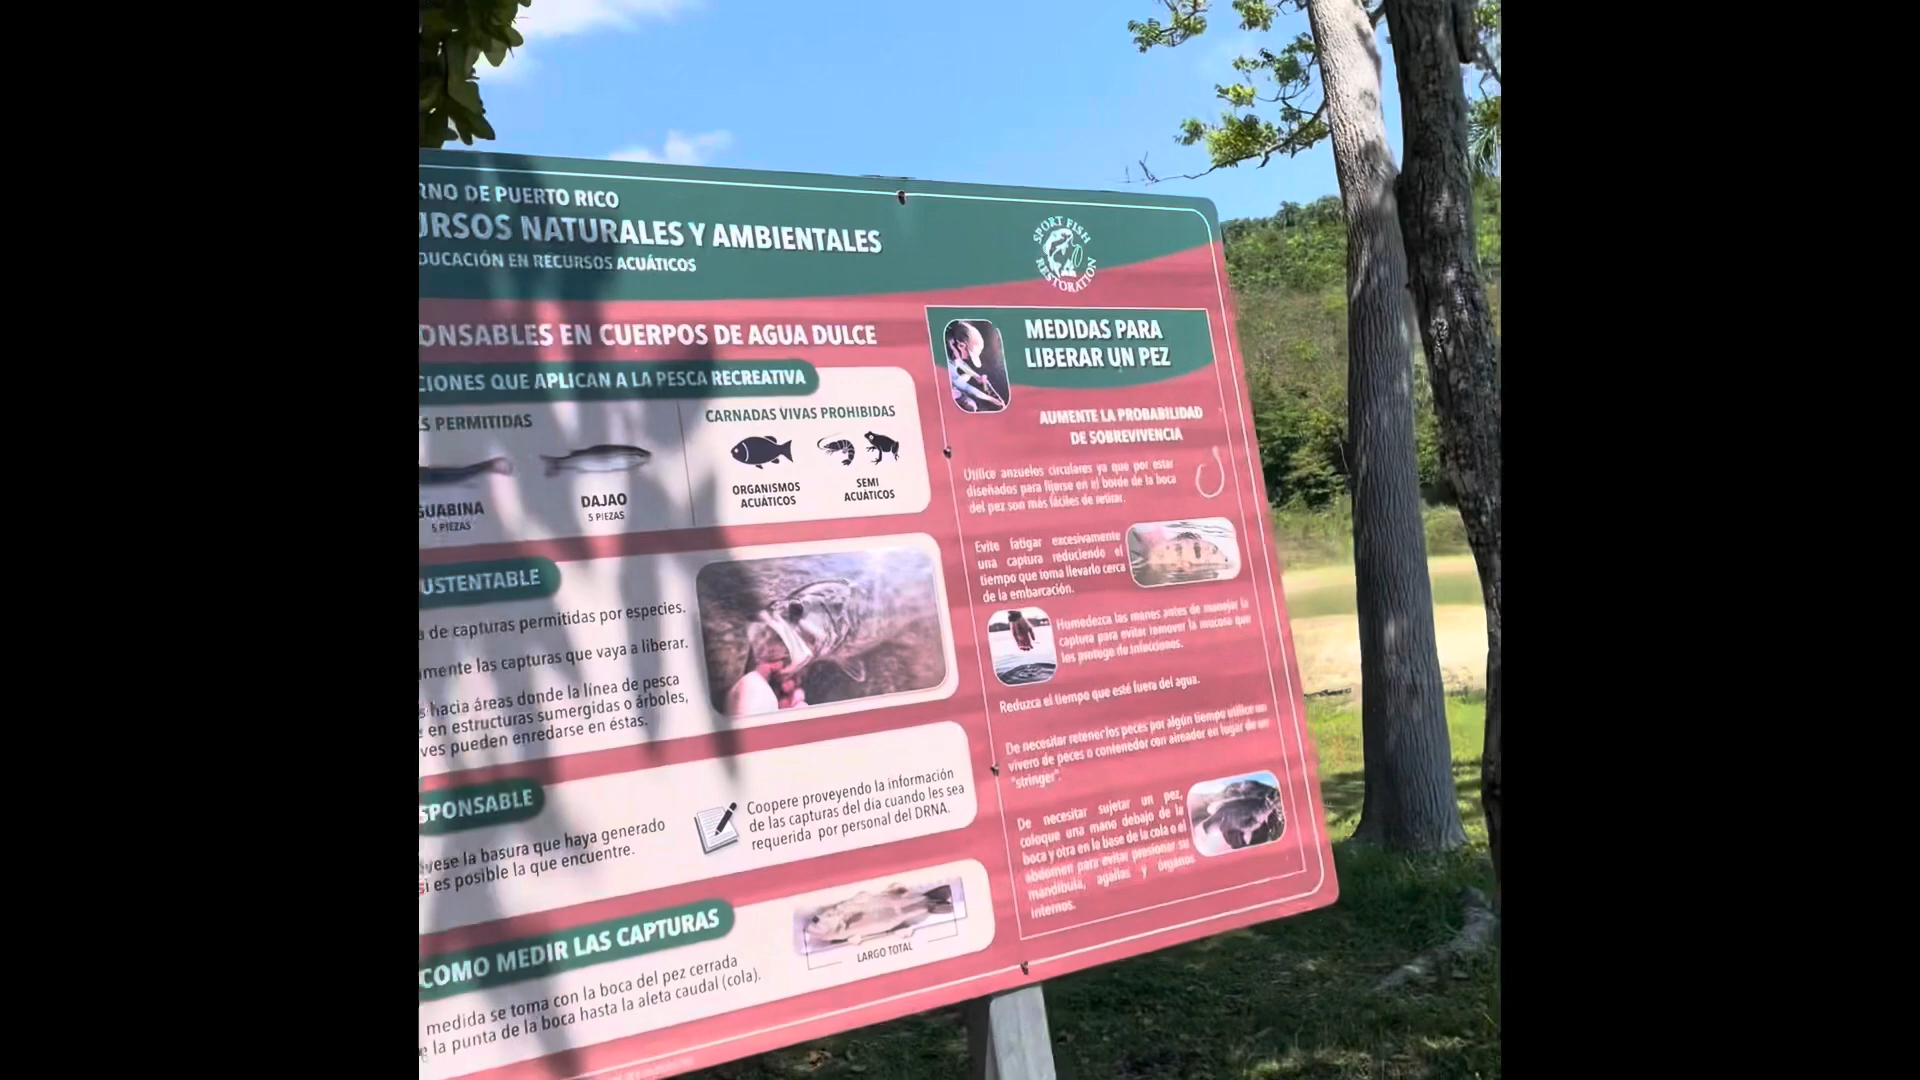 RNO DE PUERTO RICO
URSOS NATURALES Y AMBIENTALES
DUCACIÓN EN RECURSOS ACUÁTICOS
SPORT FISH
RESTORATION
ONSABLES EN CUERPOS DE AGUA DULCE
CIONES QUE APLICAN A LA PESCA RECREATIVA
S PERMITIDAS
GUABINA
5 PIEZAS
DAJAO
5 PIEZAS
CARNADAS VIVAS PROHIBIDAS
ORGANISMOS
ACUÁTICOS
SEMI
ACUÁTICOS
USTENTABLE
a de capturas permitidas por especies.
mente las capturas que vaya a liberar.
s hacia áreas donde la línea de pesca
e en estructuras sumergidas o árboles,
ves pueden enredarse en éstas.
SPONSABLE
vese la basura que haya generado
si es posible la que encuentre.
Coopere proveyendo la información
de las capturas del día cuando les sea
requerida por personal del DRNA.
COMO MEDIR LAS CAPTURAS
medida se toma con la boca del pez cerrada
e la punta de la boca hasta la aleta caudal (cola).
LARGO TOTAL
MEDIDAS PARA
LIBERAR UN PEZ
AUMENTE LA PROBABILIDAD
DE SOBREVIVENCIA
Utilice anzuelos circulares ya que por estar
diseñados para fijarse en el borde de la boca
del pez son más fáciles de retirar.
Evite fatigar excesivamente
una captura reduciendo el
tiempo que toma llevarlo cerca
de la embarcación.
Humedezca las manos antes de manejar la
captura para evitar remover la mucosa que
los protege de infecciones.
Reduzca el tiempo que esté fuera del agua.
De necesitar retener los peces por algún tiempo utilice un
vivero de peces o contenedor con aireador en lugar de un
"stringer".
De necesitar sujetar un pez,
coloque una mano debajo de la
boca y otra en la base de la cola o el
abdomen para evitar presionar su
mandíbula, agallas y órganos
internos.